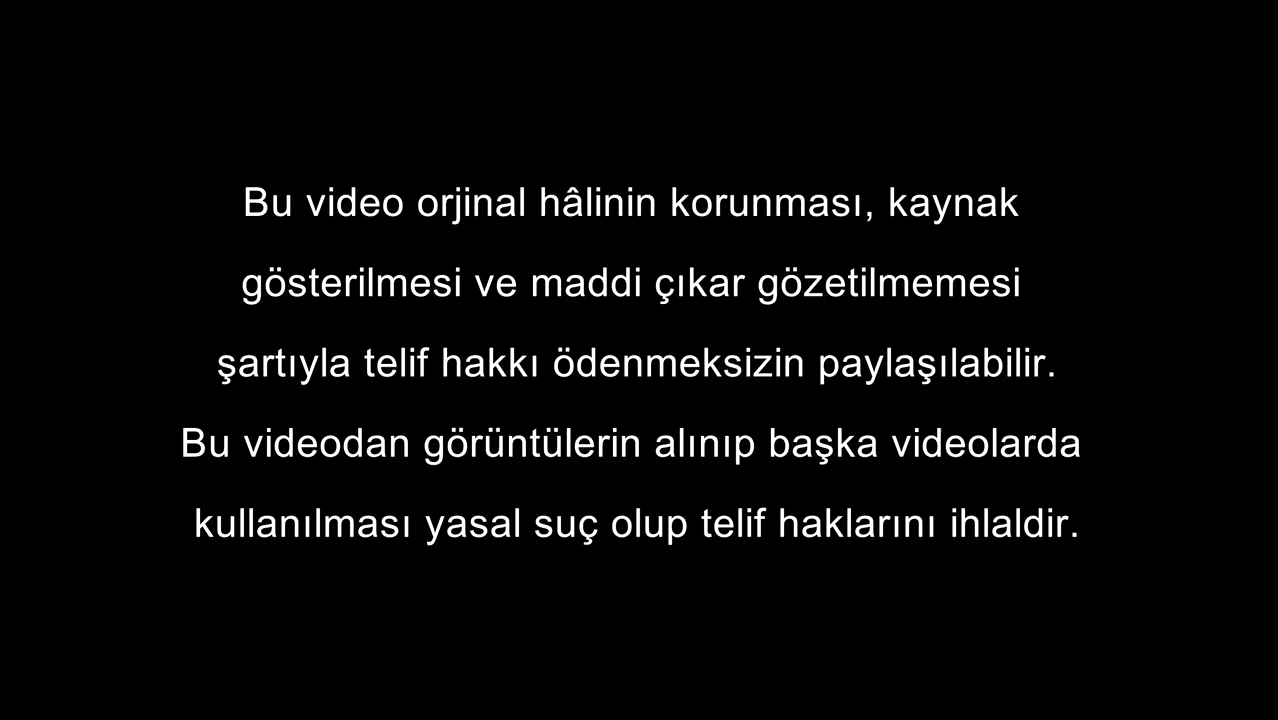 Bu video orjinal hâlinin korunması, kaynak
gösterilmesi ve maddi çıkar gözetilmemesi
şartıyla telif hakkı ödenmeksizin paylaşılabilir.
Bu videodan görüntülerin alınıp başka videolarda
kullanılması yasal suç olup telif haklarını ihlaldir.